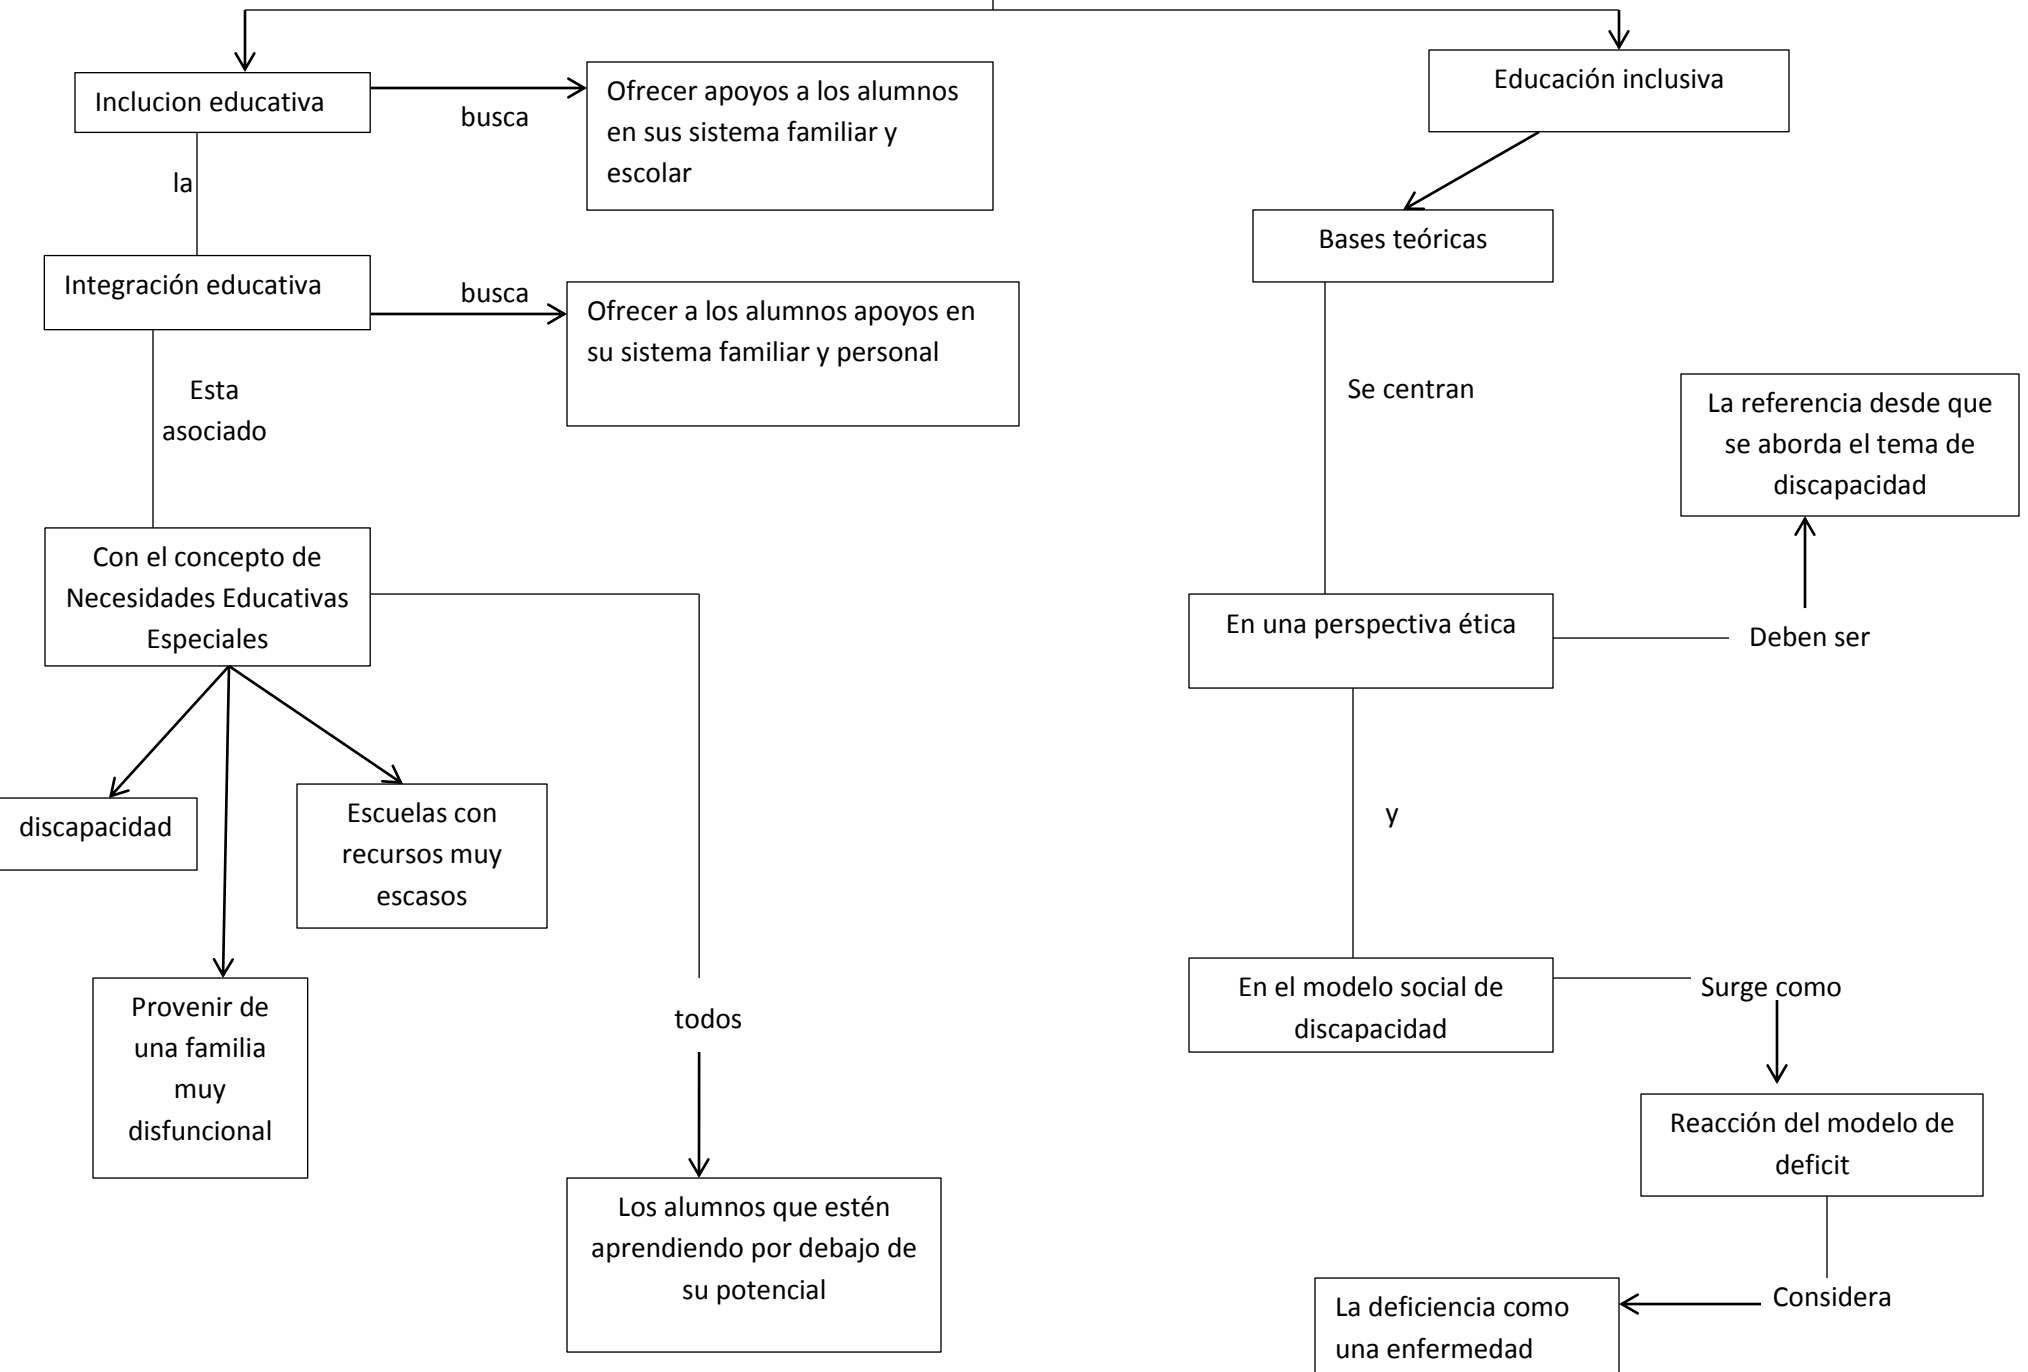 Inclucion educativa
busca
Ofrecer apoyos a los alumnos
en sus sistema familiar y
escolar
la
Integración educativa
busca
Ofrecer a los alumnos apoyos en
su sistema familiar y personal
Esta
asociado
Con el concepto de
Necesidades Educativas
Especiales
discapacidad
Escuelas con
recursos muy
escasos
Provenir de
una familia
muy
disfuncional
todos
Los alumnos que estén
aprendiendo por debajo de
su potencial
Educación inclusiva
Bases teóricas
Se centran
La referencia desde que
se aborda el tema de
discapacidad
En una perspectiva ética
Deben ser
y
En el modelo social de
discapacidad
Surge como
Reacción del modelo de
deficit
Considera
La deficiencia como
una enfermedad